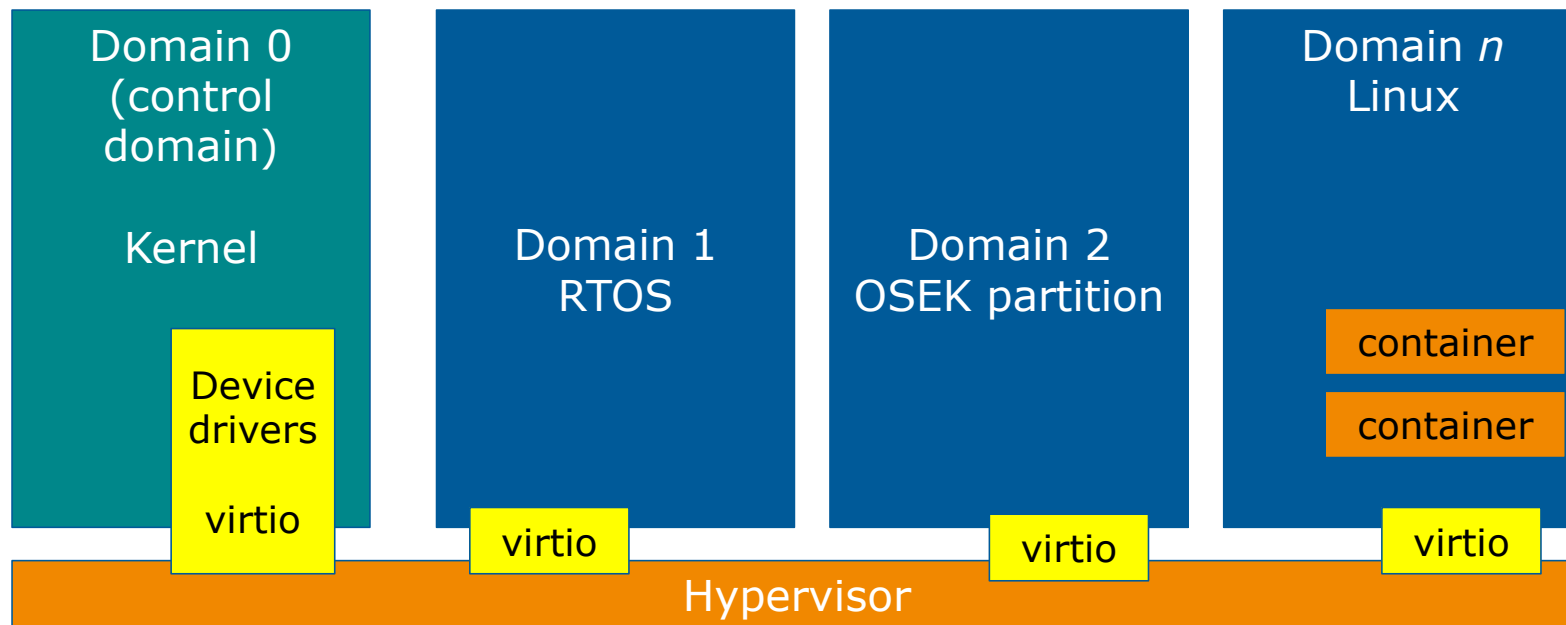 Domain 0
(control
domain)
Kernel
Device
drivers
virtio
Domain 1
RTOS
virtio
Domain 2
OSEK partition
virtio
Domain n
Linux
container
container
virtio
Hypervisor